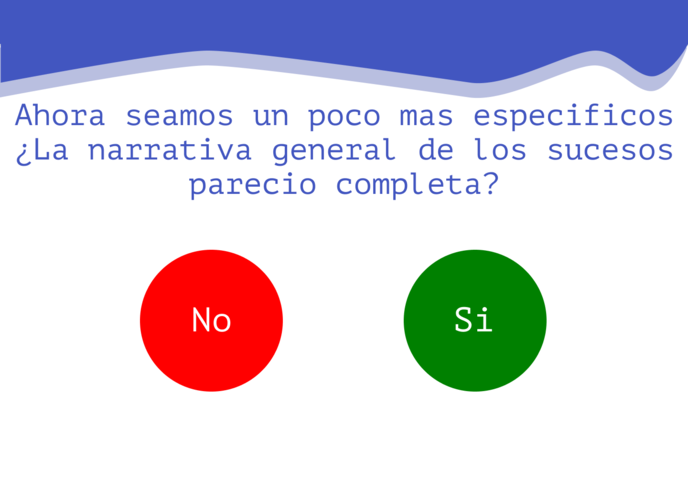 Ahora seamos un poco mas especificos
¿La narrativa general de los sucesos
parecio completa?
No
Si